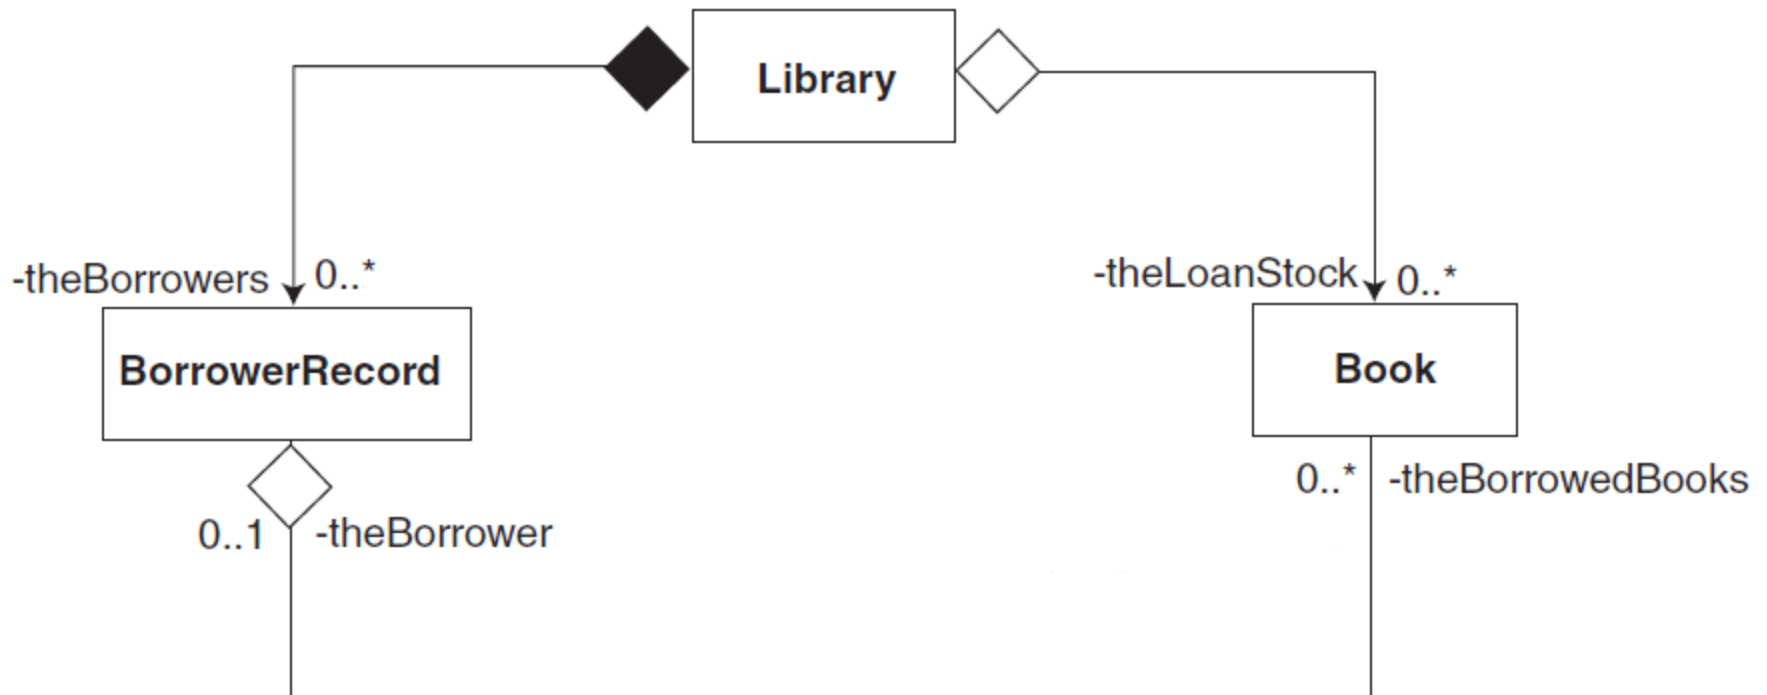 Library
-theBorrowers 0..*
-theLoanStock 0..*
BorrowerRecord
Book
0..* -theBorrowedBooks
0..1 -theBorrower